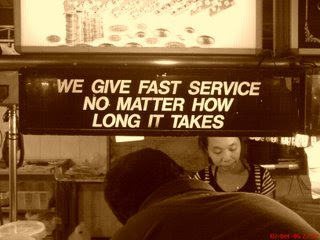 WE GIVE FAST SERVICE
NO MATTER HOW
LONG IT TAKES